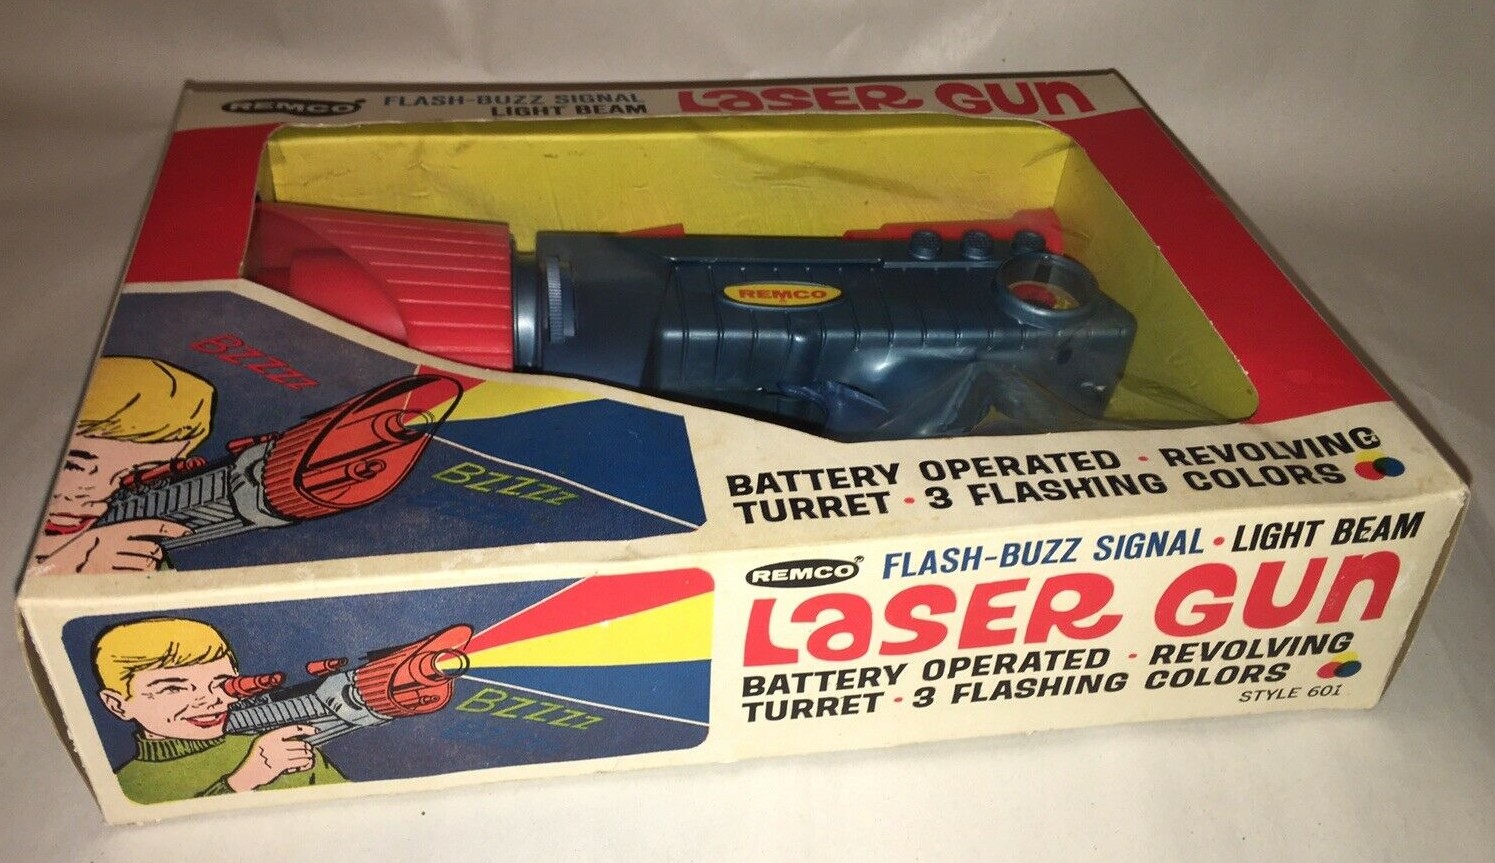 REMCO® FLASH-BUZZ SIGNAL LASER GUN
LIGHT BEAM
REMCO
BZZZZ
BZZZZ
BATTERY OPERATED • REVOLVING
TURRET • 3 FLASHING COLORS
REMCO® FLASH-BUZZ SIGNAL • LIGHT BEAM
LASER GUN
BATTERY OPERATED • REVOLVING
TURRET • 3 FLASHING COLORS
STYLE 601
BZZZZ